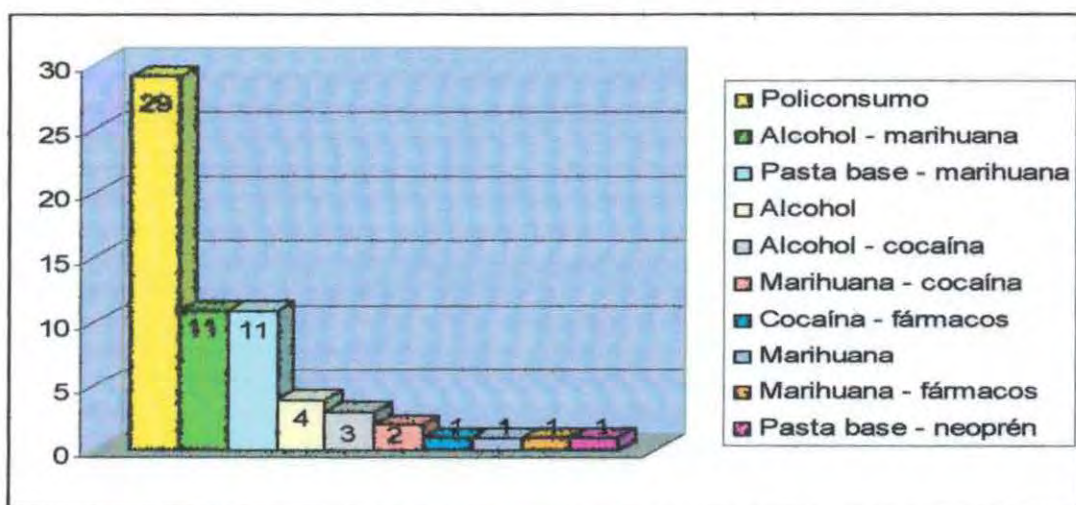 30
25
20
15
10
5
0
29
11
11
4
3
2
1
1
1
1
Policonsumo
Alcohol - marihuana
Pasta base - marihuana
Alcohol
Alcohol - cocaína
Marihuana - cocaína
Cocaína - fármacos
Marihuana
Marihuana - fármacos
Pasta base - neoprén